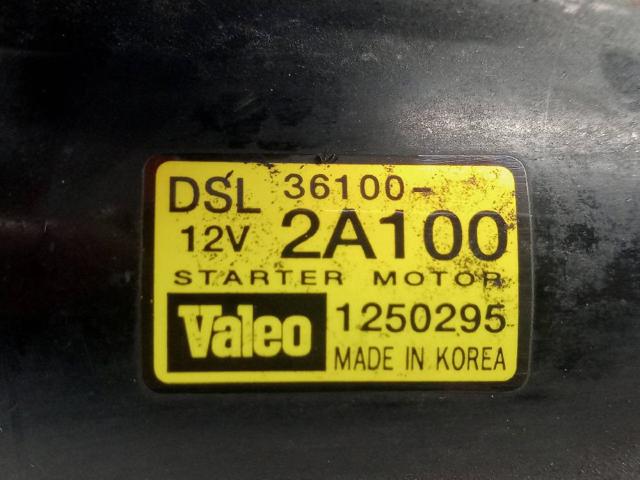 DSL 36100-
12V 2A100
STARTER MOTOR
Valeo 1250295
MADE IN KOREA